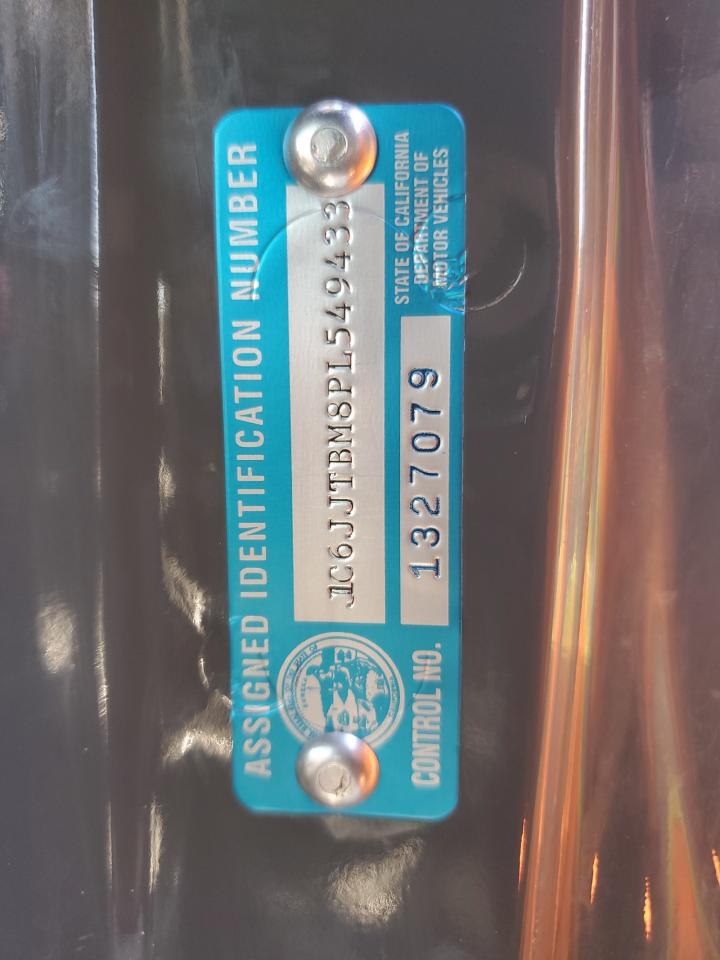 ASSIGNED IDENTIFICATION NUMBER
1C6JJTBM8PL549433
STATE OF CALIFORNIA
DEPARTMENT OF
MOTOR VEHICLES
CONTROL NO.
1327079